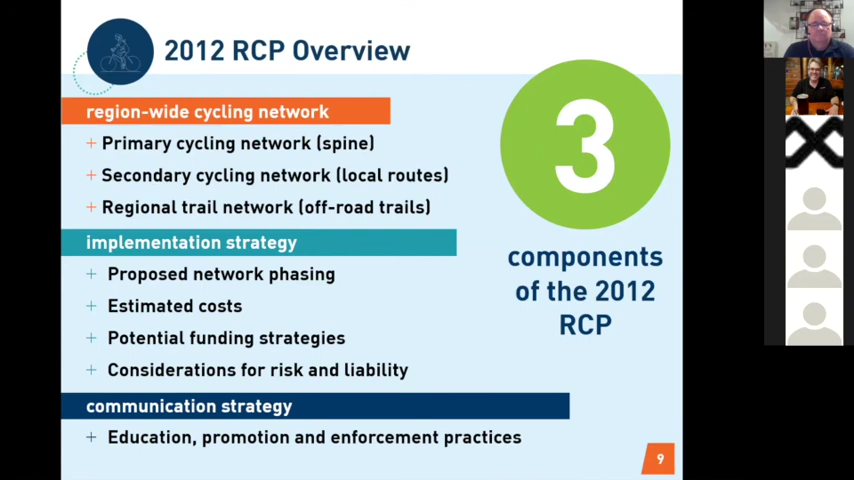 2012 RCP Overview
region-wide cycling network
+ Primary cycling network (spine)
+ Secondary cycling network (local routes)
+ Regional trail network (off-road trails)
implementation strategy
+ Proposed network phasing
+ Estimated costs
+ Potential funding strategies
+ Considerations for risk and liability
communication strategy
+ Education, promotion and enforcement practices
3
components
of the 2012
RCP
9